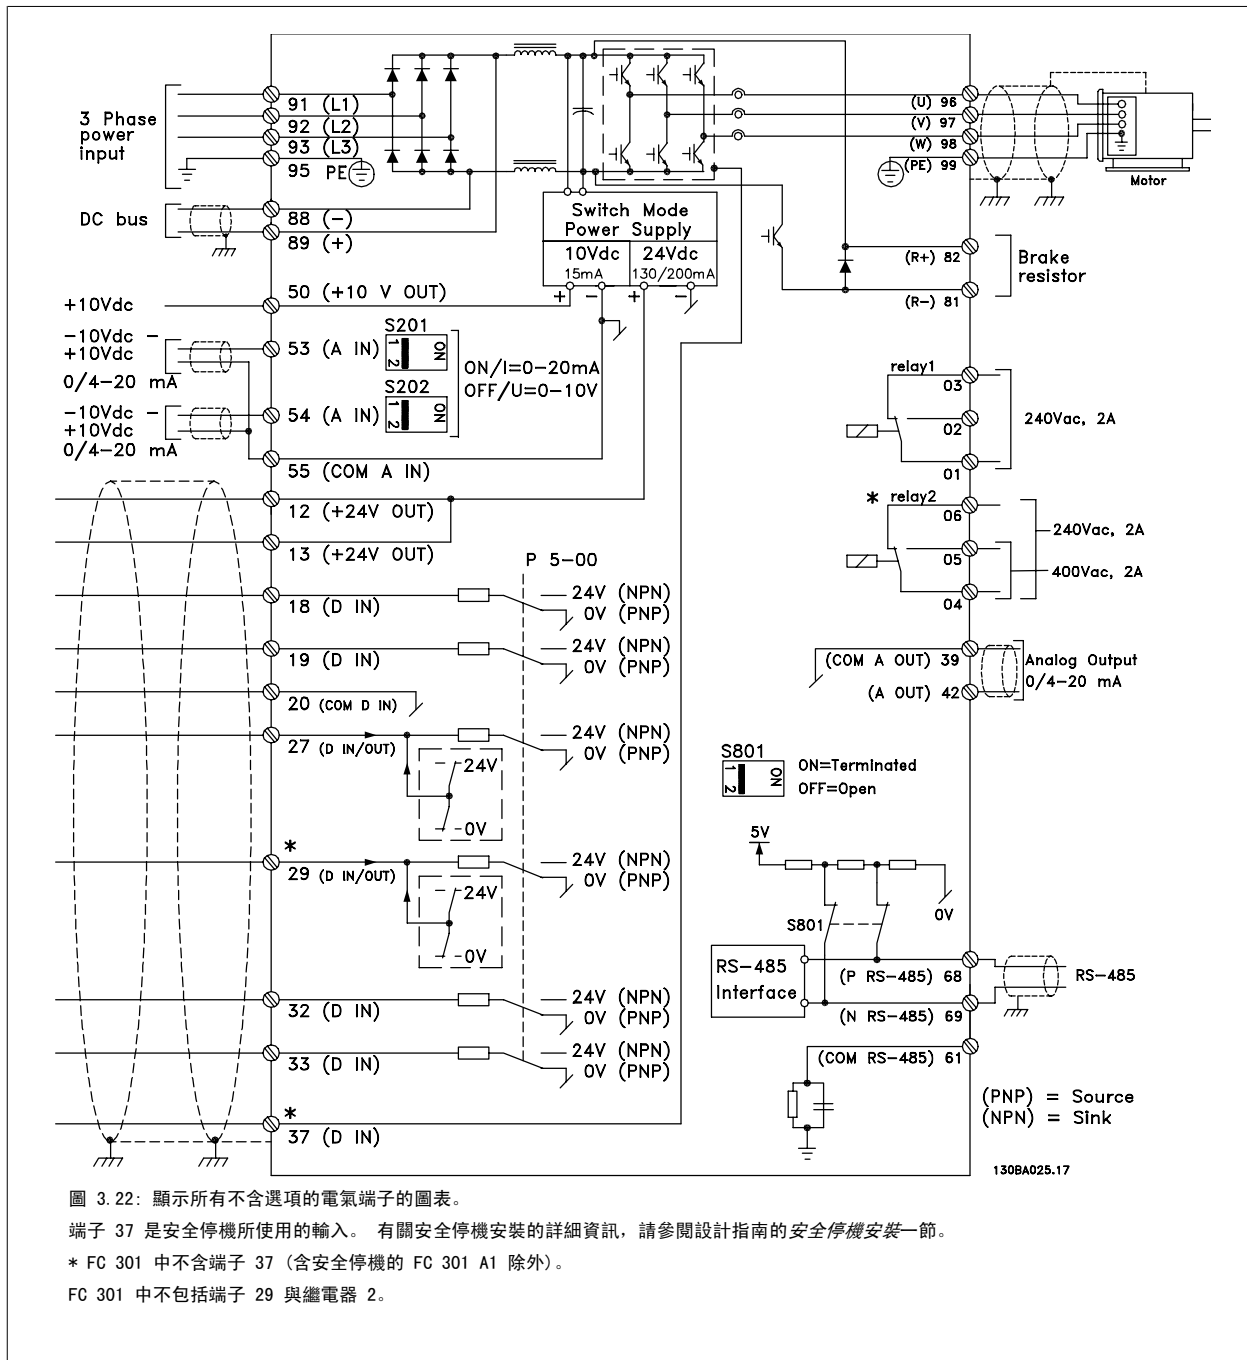 3 Phase
power
input
91 (L1)
92 (L2)
93 (L3)
95 PE
DC bus
88 (-)
89 (+)
Switch Mode
Power Supply
10Vdc
15mA
24Vdc
130/200mA
+ - + -
(U) 96
(V) 97
(W) 98
(PE) 99
Motor
(R+) 82
(R-) 81
Brake
resistor
+10Vdc
50 (+10 V OUT)
-10Vdc -
+10Vdc
0/4-20 mA
53 (A IN)
S201
1 2
ON
ON/I=0-20mA
OFF/U=0-10V
-10Vdc -
+10Vdc
0/4-20 mA
54 (A IN)
S202
1 2
ON
55 (COM A IN)
12 (+24V OUT)
13 (+24V OUT)
P 5-00
18 (D IN)
24V (NPN)
0V (PNP)
19 (D IN)
24V (NPN)
0V (PNP)
20 (COM D IN)
27 (D IN/OUT)
24V (NPN)
0V (PNP)
24V
0V
*
29 (D IN/OUT)
24V (NPN)
0V (PNP)
24V
0V
32 (D IN)
24V (NPN)
0V (PNP)
33 (D IN)
24V (NPN)
0V (PNP)
*
37 (D IN)
relay1
03
02
01
240Vac, 2A
* relay2
06
05
04
240Vac, 2A
400Vac, 2A
(COM A OUT) 39
(A OUT) 42
Analog Output
0/4-20 mA
S801
1 2
ON
ON=Terminated
OFF=Open
5V
0V
S801
RS-485
Interface
(P RS-485) 68
(N RS-485) 69
RS-485
(COM RS-485) 61
(PNP) = Source
(NPN) = Sink
130BA025.17
圖 3.22: 顯示所有不含選項的電氣端子的圖表。
端子 37 是安全停機所使用的輸入。 有關安全停機安裝的詳細資訊，請參閱設計指南的安全停機安裝一節。
* FC 301 中不含端子 37 (含安全停機的 FC 301 A1 除外)。
FC 301 中不包括端子 29 與繼電器 2。